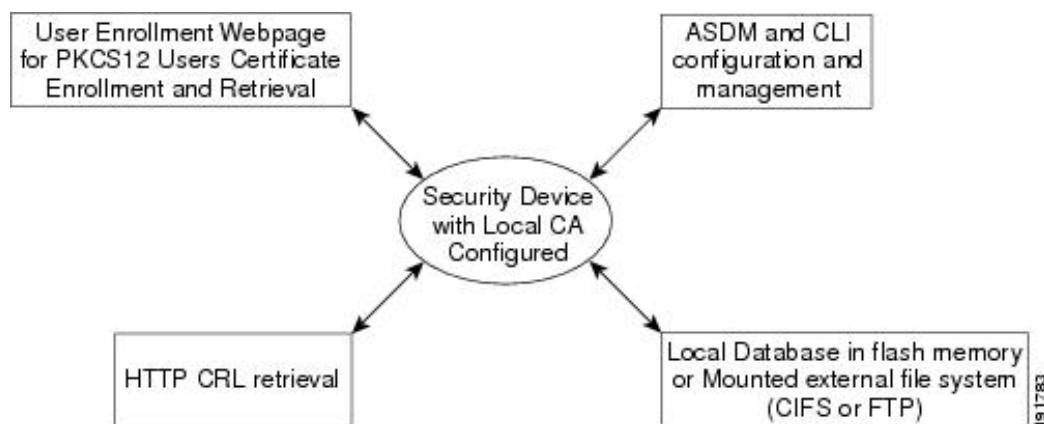 User Enrollment Webpage
for PKCS12 Users Certificate
Enrollment and Retrieval
ASDM and CLI
configuration and
management
Security Device
with Local CA
Configured
HTTP CRL retrieval
Local Database in flash memory
or Mounted external file system
(CIFS or FTP)
191783